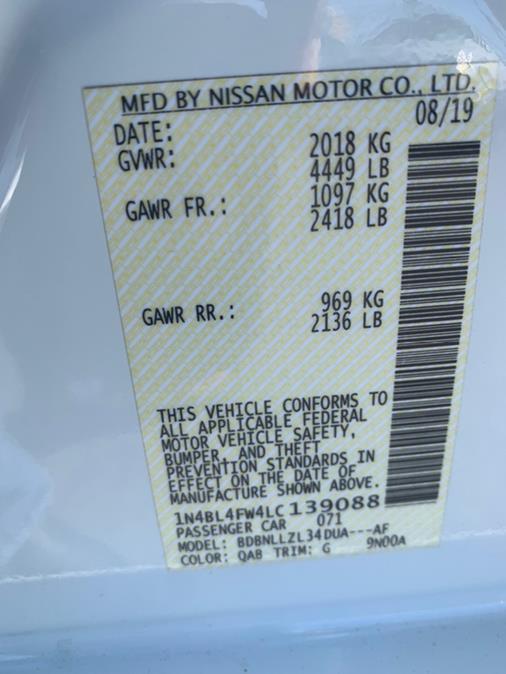 MFD BY NISSAN MOTOR CO., LTD.
DATE: 08/19
GVWR: 2018 KG
4449 LB
GAWR FR.: 1097 KG
2418 LB
GAWR RR.: 969 KG
2136 LB
THIS VEHICLE CONFORMS TO
ALL APPLICABLE FEDERAL
MOTOR VEHICLE SAFETY,
BUMPER, AND THEFT
PREVENTION STANDARDS IN
EFFECT ON THE DATE OF
MANUFACTURE SHOWN ABOVE.
1N4BL4FW4LC139088
PASSENGER CAR 071
MODEL: BDBNLLZL34DUA---AF
COLOR: QAB TRIM: G 9N00A